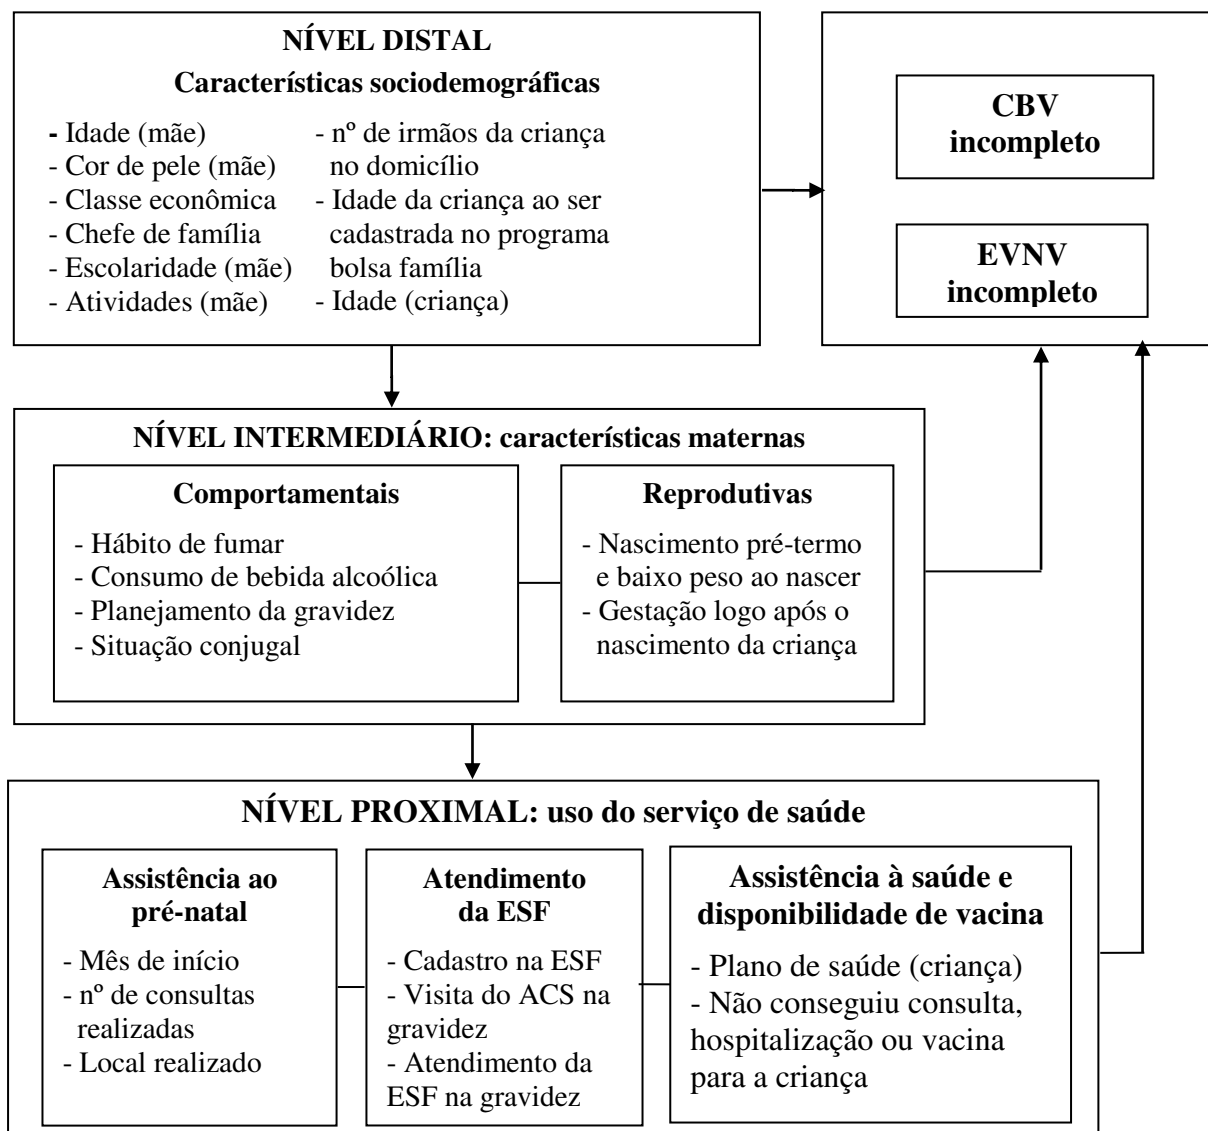 NÍVEL DISTAL
Características sociodemográficas
- Idade (mãe)
- Cor de pele (mãe)
- Classe econômica
- Chefe de família
- Escolaridade (mãe)
- Atividades (mãe)
- nº de irmãos da criança
no domicílio
- Idade da criança ao ser
cadastrada no programa
bolsa família
- Idade (criança)
CBV
incompleto
EVNV
incompleto
NÍVEL INTERMEDIÁRIO: características maternas
Comportamentais
- Hábito de fumar
- Consumo de bebida alcoólica
- Planejamento da gravidez
- Situação conjugal
Reprodutivas
- Nascimento pré-termo
e baixo peso ao nascer
- Gestação logo após o
nascimento da criança
NÍVEL PROXIMAL: uso do serviço de saúde
Assistência ao
pré-natal
- Mês de início
- nº de consultas
realizadas
- Local realizado
Atendimento
da ESF
- Cadastro na ESF
- Visita do ACS na
gravidez
- Atendimento da
ESF na gravidez
Assistência à saúde e
disponibilidade de vacina
- Plano de saúde (criança)
- Não conseguiu consulta,
hospitalização ou vacina
para a criança